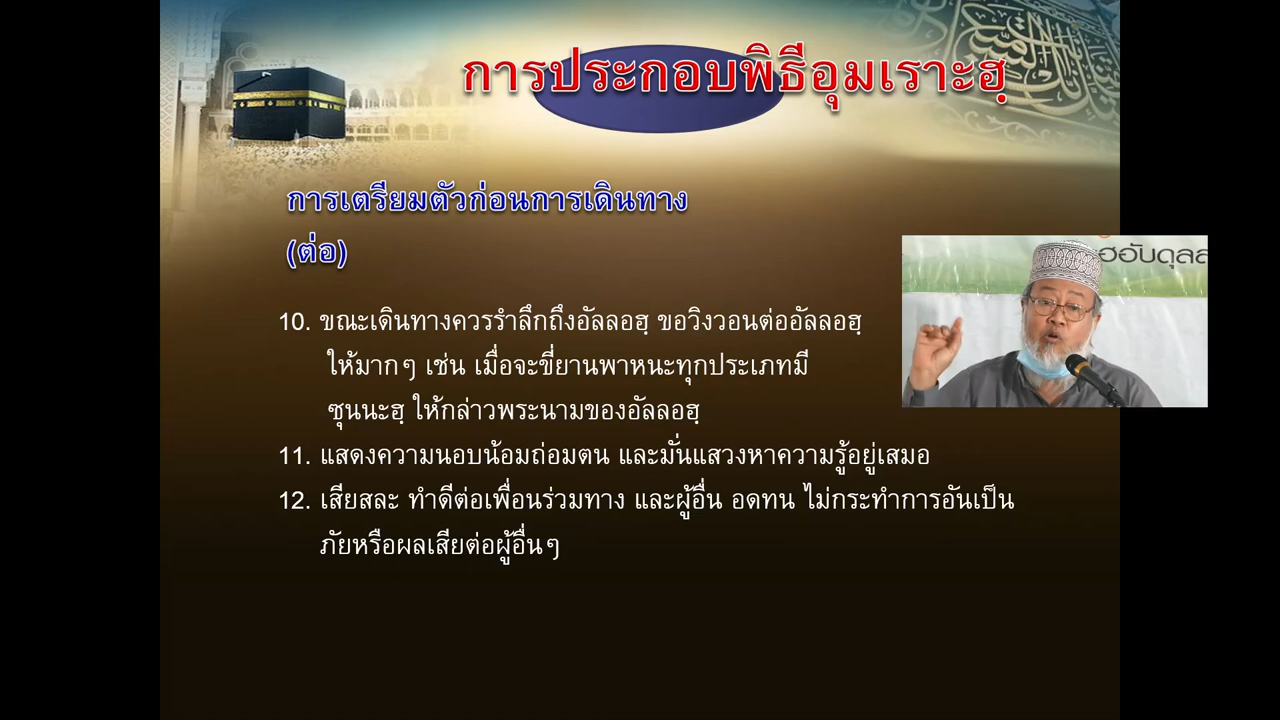 การประกอบพิธีอุมเราะฮฺ
การเตรียมตัวก่อนการเดินทาง
(ต่อ)
10. ขณะเดินทางควรรำลึกถึงอัลลอฮฺ ขอวิงวอนต่ออัลลอฮฺ
ให้มากๆ เช่น เมื่อจะขี่ยานพาหนะทุกประเภทมี
ซุนนะฮฺ ให้กล่าวพระนามของอัลลอฮฺ
11. แสดงความนอบน้อมถ่อมตน และมั่นแสวงหาความรู้อยู่เสมอ
12. เสียสละ ทำดีต่อเพื่อนร่วมทาง และผู้อื่น อดทน ไม่กระทำการอันเป็น
ภัยหรือผลเสียต่อผู้อื่นๆ